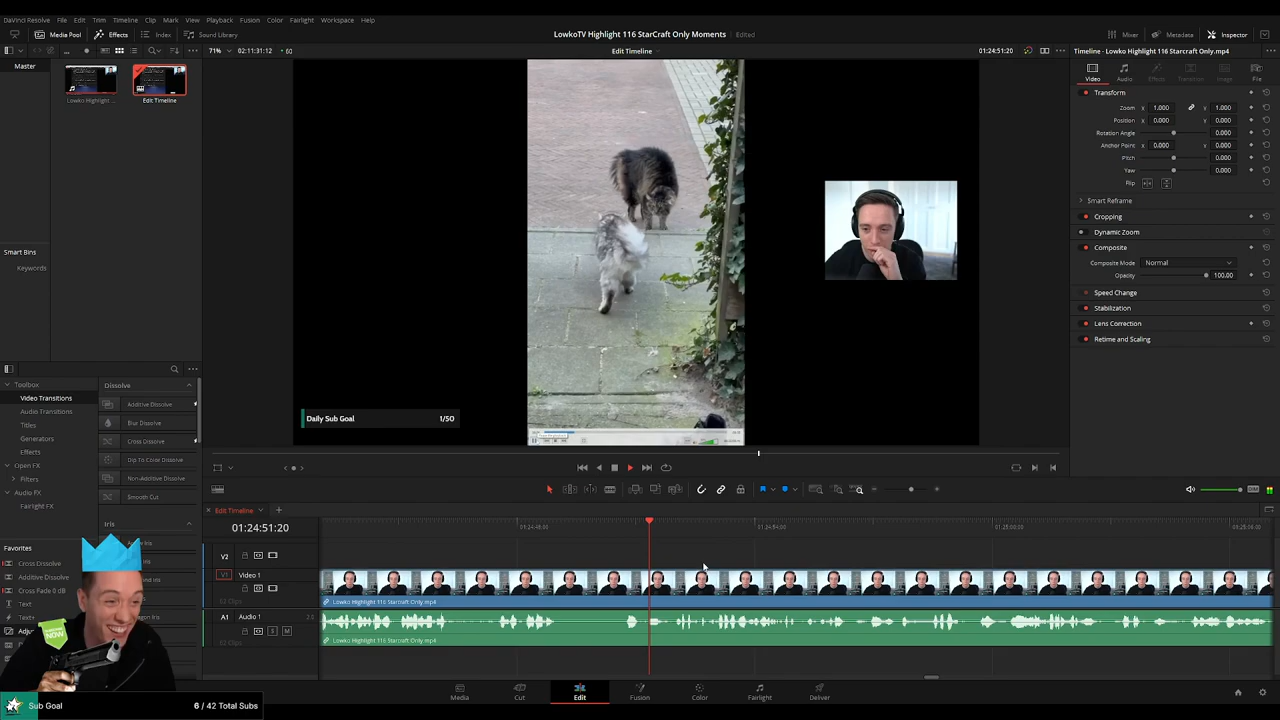 DaVinci Resolve File Edit Trim Timeline Clip Mark View Playback Fusion Color Fairlight Workspace Help
Media Pool Effects Index Sound Library
LowkoTV Highlight 116 StarCraft Only Moments Edited
Mixer Metadata Inspector
71% 02:11:31:12 60
Edit Timeline
01:24:51:20
Timeline - Lowko Highlight 116 Starcraft Only.mp4
Master
Lowko Highlight ...
Edit Timeline
Video Audio Effects Transition Image File
Transform
Zoom X 1.000 Y 1.000
Position X 0.000 Y 0.000
Rotation Angle 0.000
Anchor Point X 0.000 Y 0.000
Pitch 0.000
Yaw 0.000
Flip
Smart Reframe
Cropping
Dynamic Zoom
Composite
Composite Mode Normal
Opacity 100.00
Speed Change
Stabilization
Lens Correction
Retime and Scaling
Smart Bins
Keywords
Daily Sub Goal 1/50
Toolbox
Video Transitions
Audio Transitions
Titles
Generators
Effects
Open FX
Filters
Audio FX
Fairlight FX
Dissolve
Additive Dissolve
Blur Dissolve
Cross Dissolve
Dip To Color Dissolve
Non-Additive Dissolve
Smooth Cut
Iris
Favorites
Cross Dissolve
Additive Dissolve
Cross Fade 0 dB
Text
Text+
NOW
DIM
Edit Timeline
01:24:51:20
01:24:48:00 01:24:54:00 01:25:00:00 01:25:06:00
V2
V1 Video 1
Lowko Highlight 116 Starcraft Only.mp4
A1 Audio 1
S M
Lowko Highlight 116 Starcraft Only.mp4
Media Cut Edit Fusion Color Fairlight Deliver
Sub Goal 6 / 42 Total Subs